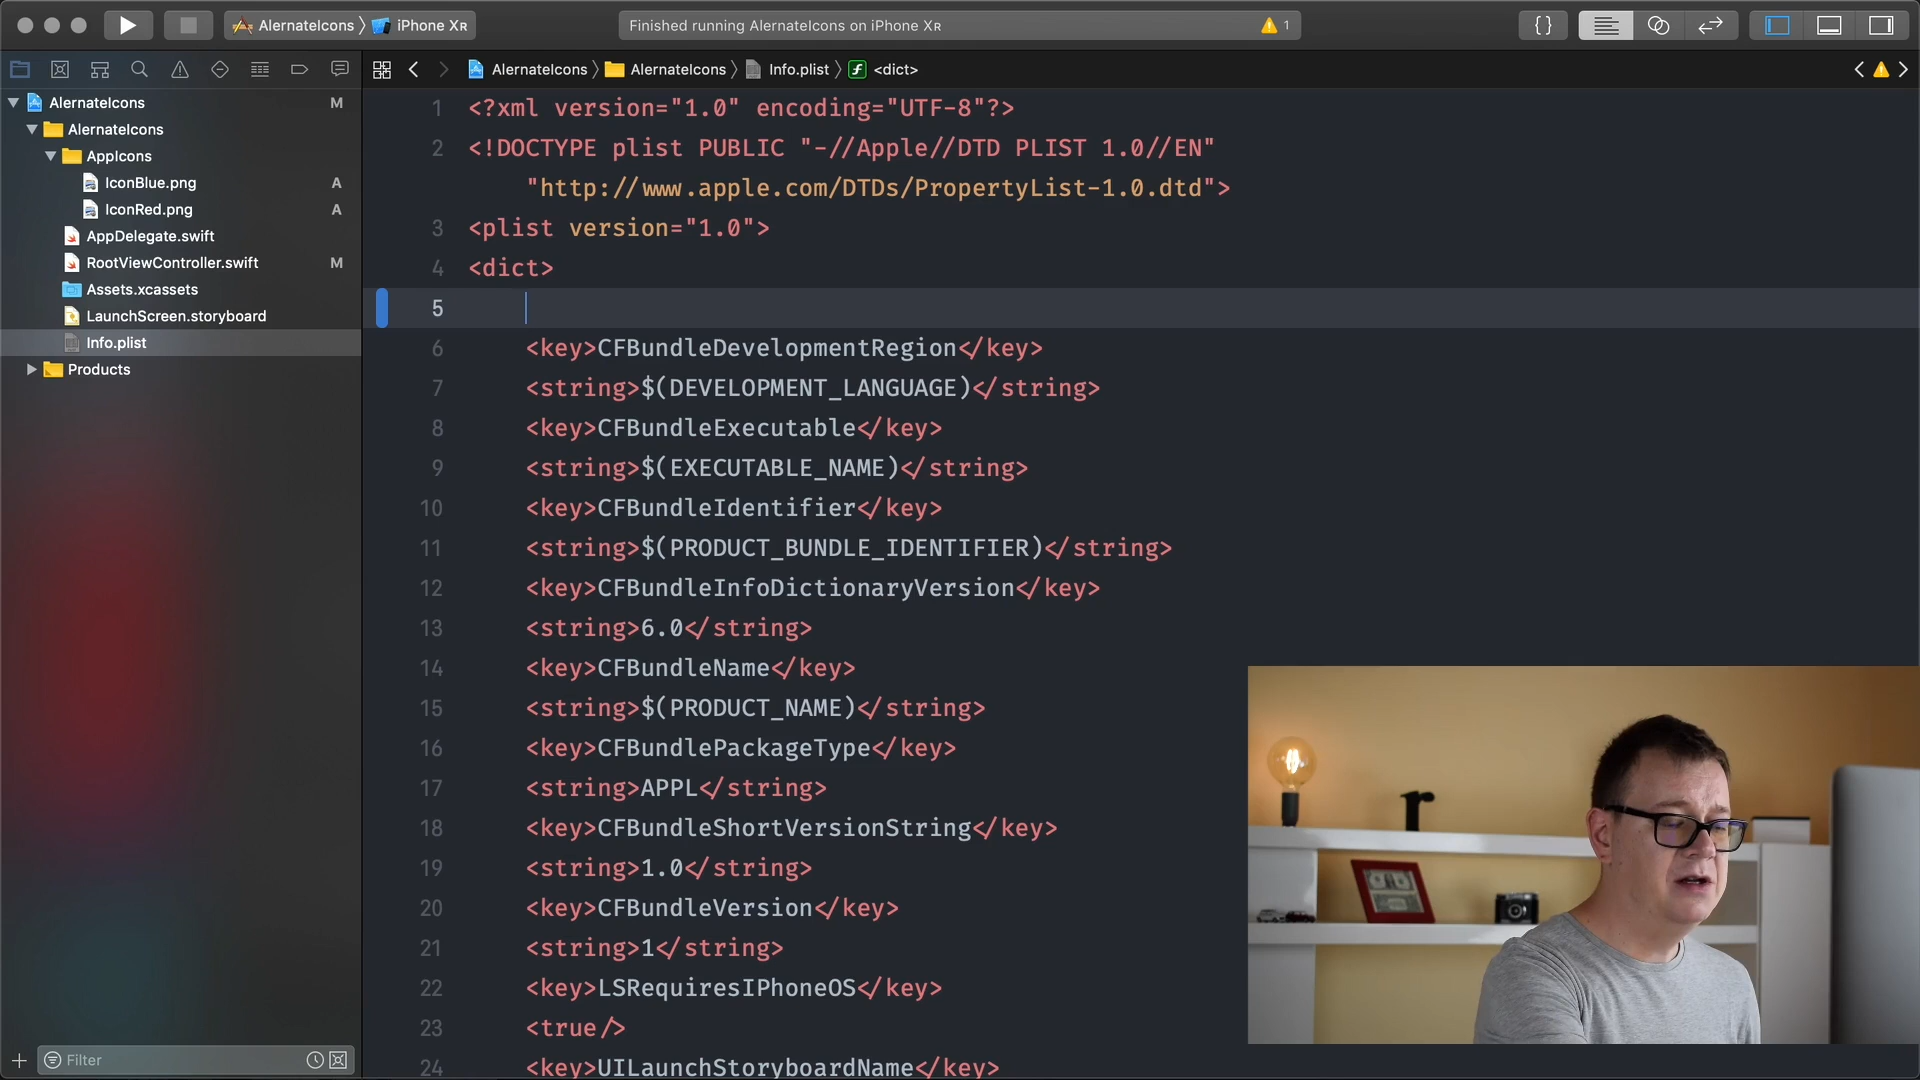 AlernateIcons iPhone XR
Finished running AlernateIcons on iPhone XR 1
{ }
AlernateIcons AlernateIcons Info.plist <dict>
AlernateIcons M
AlernateIcons
AppIcons
IconBlue.png A
IconRed.png A
AppDelegate.swift
RootViewController.swift M
Assets.xcassets
LaunchScreen.storyboard
Info.plist
Products
Filter
1 <?xml version="1.0" encoding="UTF-8"?>
2 <!DOCTYPE plist PUBLIC "-//Apple//DTD PLIST 1.0//EN"
"http://www.apple.com/DTDs/PropertyList-1.0.dtd">
3 <plist version="1.0">
4 <dict>
5
6 <key>CFBundleDevelopmentRegion</key>
7 <string>$(DEVELOPMENT_LANGUAGE)</string>
8 <key>CFBundleExecutable</key>
9 <string>$(EXECUTABLE_NAME)</string>
10 <key>CFBundleIdentifier</key>
11 <string>$(PRODUCT_BUNDLE_IDENTIFIER)</string>
12 <key>CFBundleInfoDictionaryVersion</key>
13 <string>6.0</string>
14 <key>CFBundleName</key>
15 <string>$(PRODUCT_NAME)</string>
16 <key>CFBundlePackageType</key>
17 <string>APPL</string>
18 <key>CFBundleShortVersionString</key>
19 <string>1.0</string>
20 <key>CFBundleVersion</key>
21 <string>1</string>
22 <key>LSRequiresIPhoneOS</key>
23 <true/>
24 <key>UILaunchStoryboardName</key>